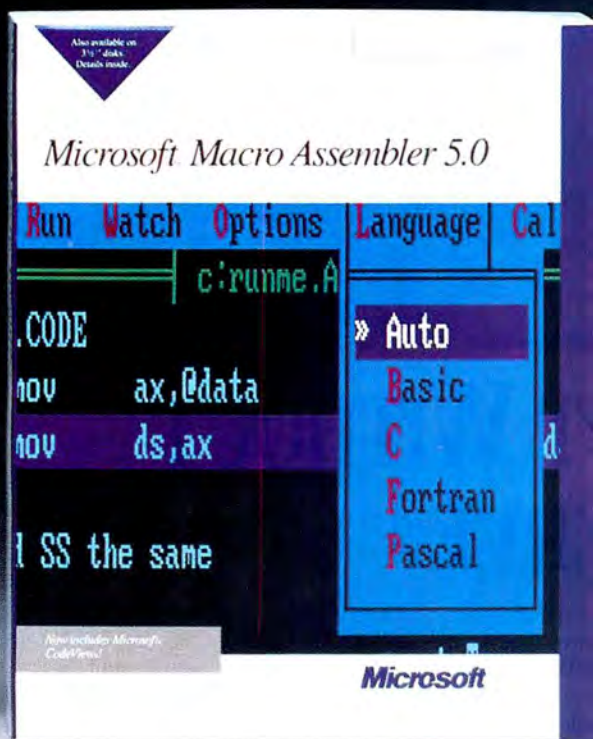 Also available on
3½" disks.
Details inside.
Microsoft Macro Assembler 5.0
Run Watch Options Language Cal
c:runme.A
.CODE
mov ax,@data
mov ds,ax
d
SS the same
» Auto
Basic
C
Fortran
Pascal
Now includes Microsoft
CodeView!
Microsoft